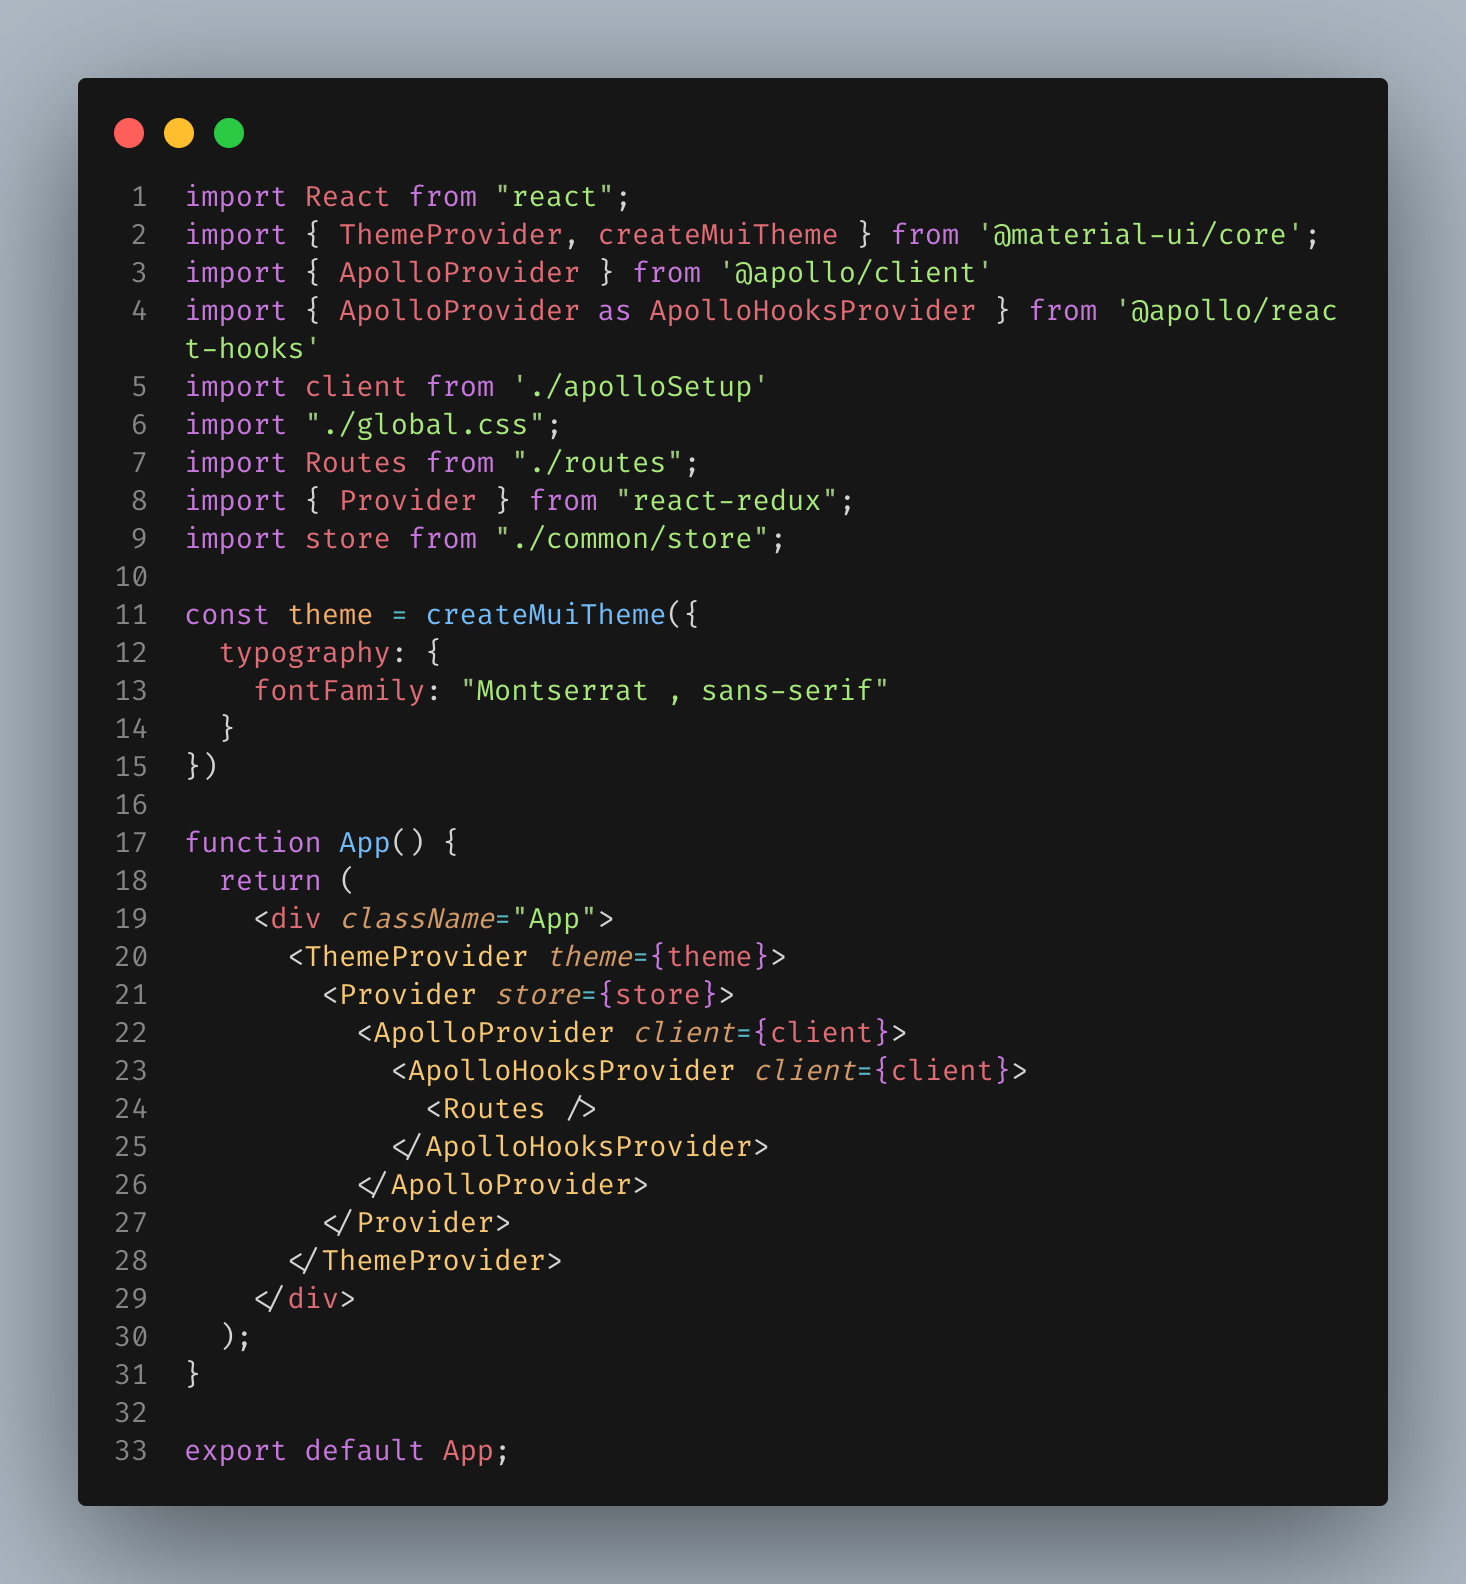 1 import React from "react";
2 import { ThemeProvider, createMuiTheme } from '@material-ui/core';
3 import { ApolloProvider } from '@apollo/client'
4 import { ApolloProvider as ApolloHooksProvider } from '@apollo/reac
t-hooks'
5 import client from './apolloSetup'
6 import "./global.css";
7 import Routes from "./routes";
8 import { Provider } from "react-redux";
9 import store from "./common/store";
10
11 const theme = createMuiTheme({
12   typography: {
13     fontFamily: "Montserrat , sans-serif"
14   }
15 })
16
17 function App() {
18   return (
19     <div className="App">
20       <ThemeProvider theme={theme}>
21         <Provider store={store}>
22           <ApolloProvider client={client}>
23             <ApolloHooksProvider client={client}>
24               <Routes />
25             </ApolloHooksProvider>
26           </ApolloProvider>
27         </Provider>
28       </ThemeProvider>
29     </div>
30   );
31 }
32
33 export default App;